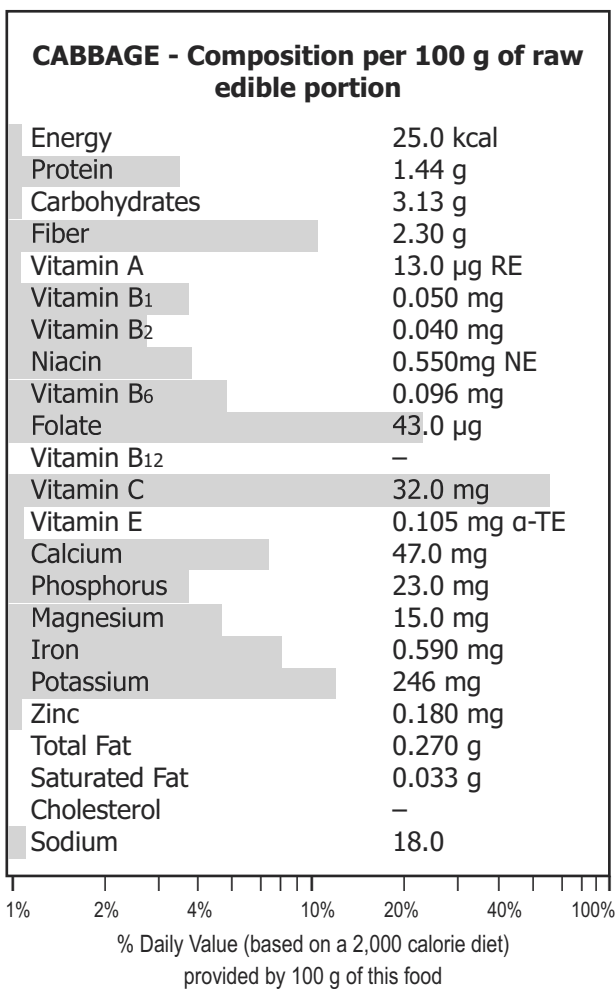 CABBAGE - Composition per 100 g of raw
edible portion
Energy 25.0 kcal
Protein 1.44 g
Carbohydrates 3.13 g
Fiber 2.30 g
Vitamin A 13.0 µg RE
Vitamin B1 0.050 mg
Vitamin B2 0.040 mg
Niacin 0.550mg NE
Vitamin B6 0.096 mg
Folate 43.0 µg
Vitamin B12 –
Vitamin C 32.0 mg
Vitamin E 0.105 mg α-TE
Calcium 47.0 mg
Phosphorus 23.0 mg
Magnesium 15.0 mg
Iron 0.590 mg
Potassium 246 mg
Zinc 0.180 mg
Total Fat 0.270 g
Saturated Fat 0.033 g
Cholesterol –
Sodium 18.0
1% 2% 4% 10% 20% 40% 100%
% Daily Value (based on a 2,000 calorie diet)
provided by 100 g of this food